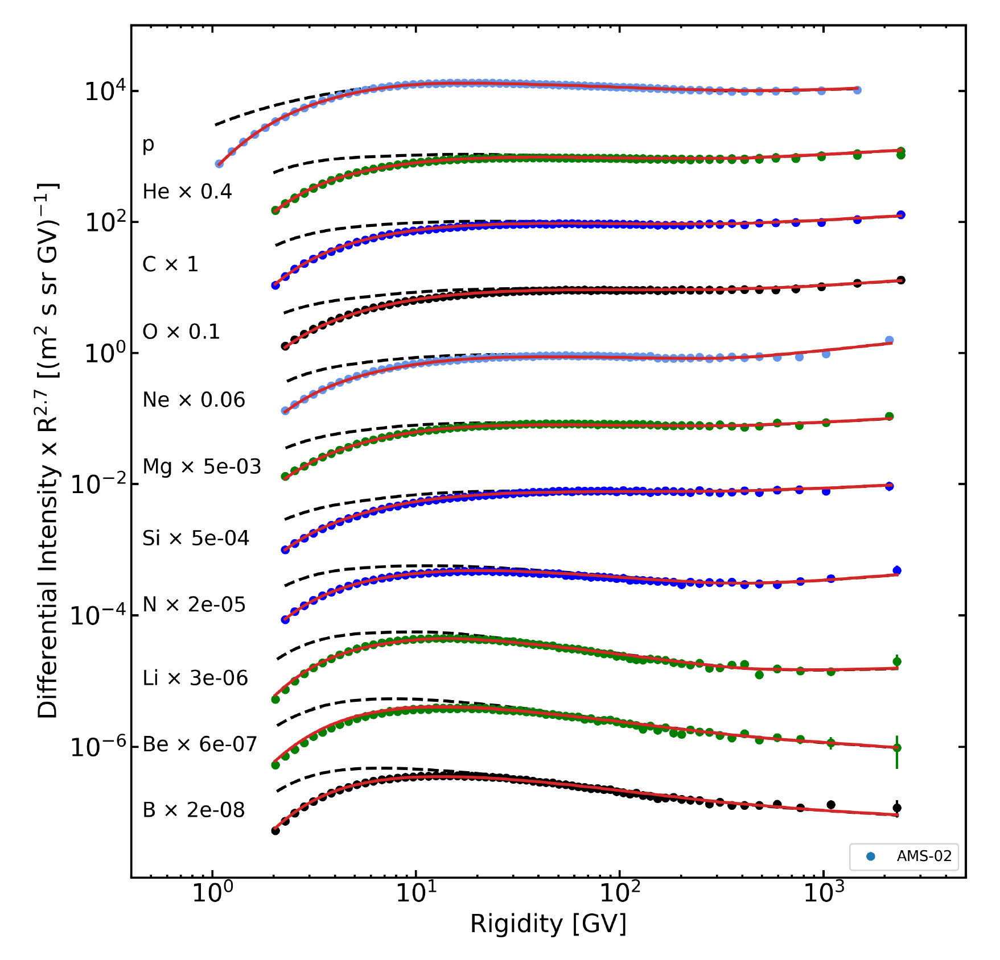 Differential Intensity x R^2.7 [(m^2 s sr GV)^−1]
10^4
10^2
10^0
10^−2
10^−4
10^−6
p
He × 0.4
C × 1
O × 0.1
Ne × 0.06
Mg × 5e-03
Si × 5e-04
N × 2e-05
Li × 3e-06
Be × 6e-07
B × 2e-08
AMS-02
10^0 10^1 10^2 10^3
Rigidity [GV]